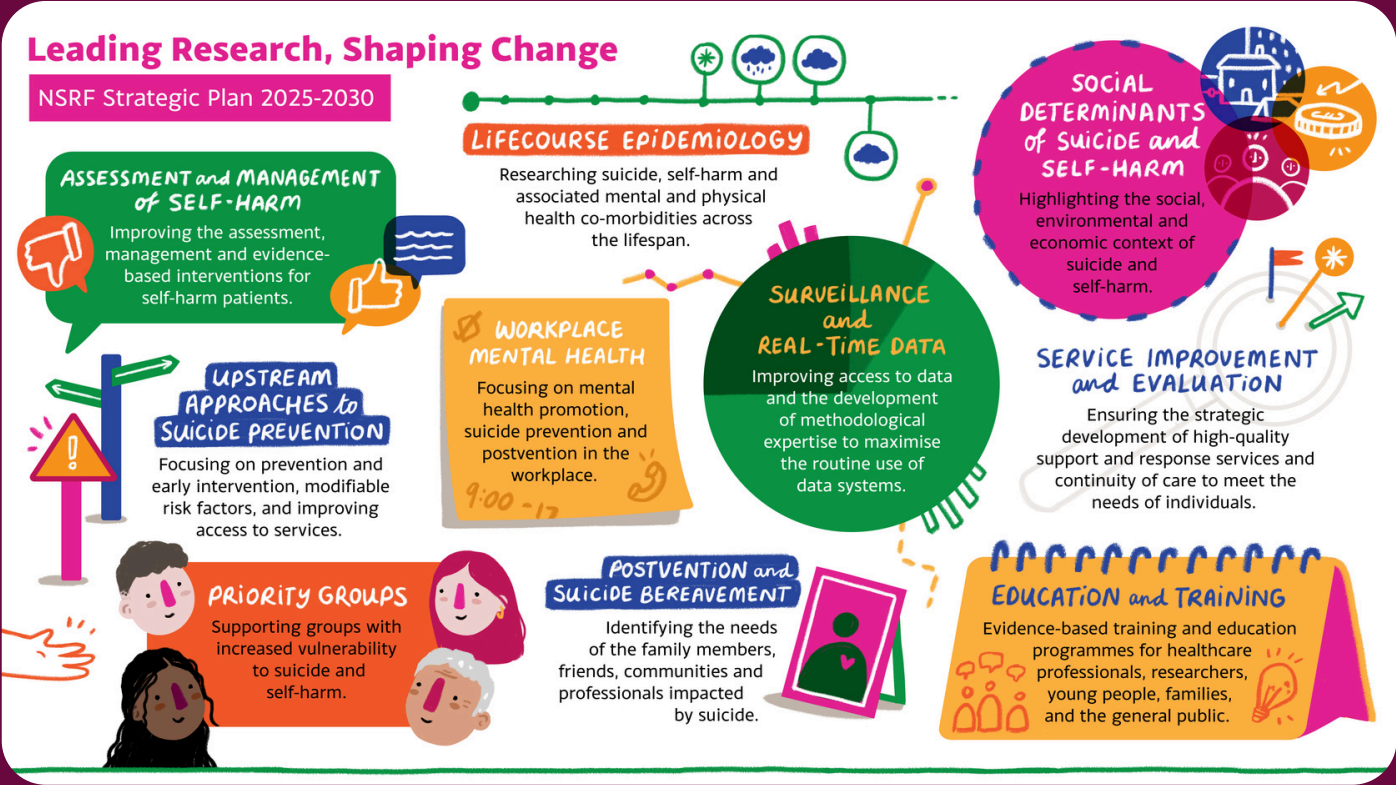 Leading Research, Shaping Change
NSRF Strategic Plan 2025-2030
ASSESSMENT and MANAGEMENT
of SELF-HARM
Improving the assessment,
management and evidence-
based interventions for
self-harm patients.
LIFECOURSE EPIDEMIOLOGY
Researching suicide, self-harm and
associated mental and physical
health co-morbidities across
the lifespan.
SOCIAL
DETERMINANTS
of SUICIDE and
SELF-HARM
Highlighting the social,
environmental and
economic context of
suicide and
self-harm.
UPSTREAM
APPROACHES to
SUICIDE PREVENTION
Focusing on prevention and
early intervention, modifiable
risk factors, and improving
access to services.
WORKPLACE
MENTAL HEALTH
Focusing on mental
health promotion,
suicide prevention and
postvention in the
workplace.
9:00 -17
SURVEILLANCE
and
REAL-TIME DATA
Improving access to data
and the development
of methodological
expertise to maximise
the routine use of
data systems.
SERVICE IMPROVEMENT
and EVALUATION
Ensuring the strategic
development of high-quality
support and response services and
continuity of care to meet the
needs of individuals.
PRIORITY GROUPS
Supporting groups with
increased vulnerability
to suicide and
self-harm.
POSTVENTION and
SUICIDE BEREAVEMENT
Identifying the needs
of the family members,
friends, communities and
professionals impacted
by suicide.
EDUCATION and TRAINING
Evidence-based training and education
programmes for healthcare
professionals, researchers,
young people, families,
and the general public.